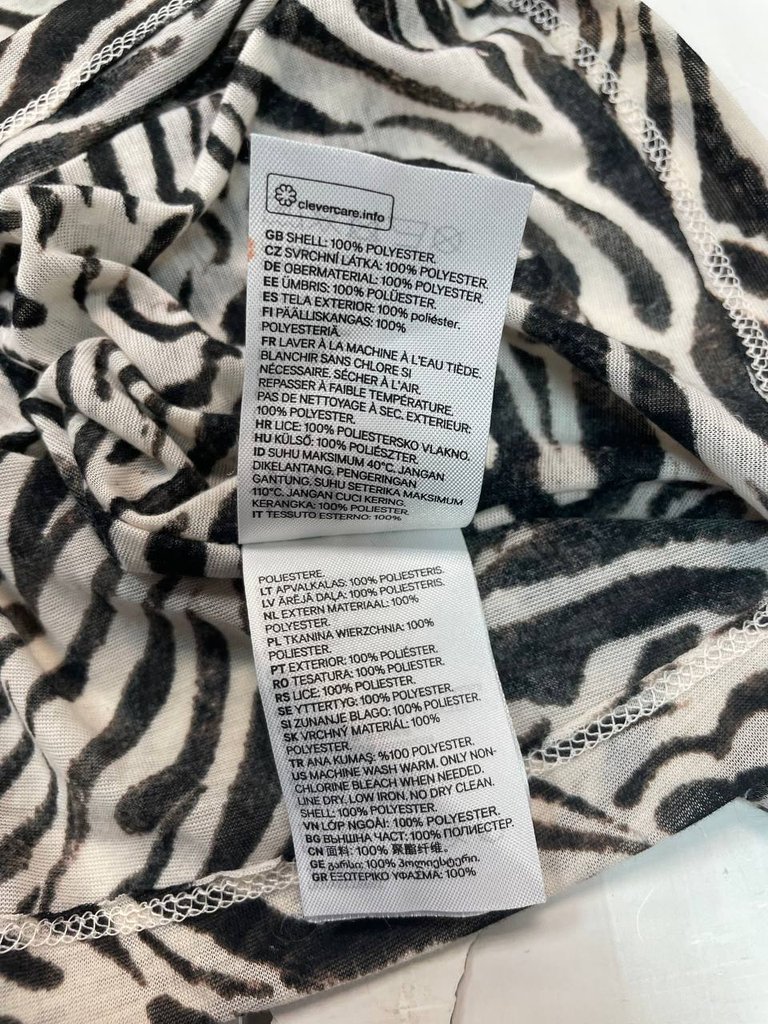 clevercare.info
GB SHELL: 100% POLYESTER.
CZ SVRCHNÍ LÁTKA: 100% POLYESTER.
DE OBERMATERIAL: 100% POLYESTER.
EE ÜMBRIS: 100% POLÜESTER.
ES TELA EXTERIOR: 100% poliéster.
FI PÄÄLLISKANGAS: 100%
POLYESTERIÄ.
FR LAVER À LA MACHINE À L'EAU TIÈDE.
BLANCHIR SANS CHLORE SI
NÉCESSAIRE. SÉCHER À L'AIR.
REPASSER À FAIBLE TEMPÉRATURE.
PAS DE NETTOYAGE À SEC. EXTERIEUR:
100% POLYESTER.
HR LICE: 100% POLIESTERSKO VLAKNO.
HU KÜLSŐ: 100% POLIÉSZTER.
ID SUHU MAKSIMUM 40°C. JANGAN
DIKELANTANG. PENGERINGAN
GANTUNG, SUHU SETERIKA MAKSIMUM
110°C. JANGAN CUCI KERING.
KERANGKA: 100% POLIESTER.
IT TESSUTO ESTERNO: 100%
POLIESTERE.
LT APVALKALAS: 100% POLIESTERIS.
LV ĀRĒJĀ DAĻA: 100% POLIESTERIS.
NL EXTERN MATERIAAL: 100%
POLYESTER.
PL TKANINA WIERZCHNIA: 100%
POLIESTER.
PT EXTERIOR: 100% POLIÉSTER.
RO TESATURA: 100% POLIESTER.
RS LICE: 100% POLIESTER.
SE YTTERTYG: 100% POLYESTER.
SI ZUNANJE BLAGO: 100% POLIESTER.
SK VRCHNÝ MATERIÁL: 100%
POLYESTER.
TR ANA KUMAŞ: %100 POLYESTER.
US MACHINE WASH WARM. ONLY NON-
CHLORINE BLEACH WHEN NEEDED.
LINE DRY. LOW IRON. NO DRY CLEAN.
SHELL: 100% POLYESTER.
VN LỚP NGOÀI: 100% POLYESTER.
BG ВЪНШНА ЧАСТ: 100% ПОЛИЕСТЕР.
CN 面料: 100% 聚酯纤维。
GE გარსი: 100% პოლიესტერი.
GR ΕΞΩΤΕΡΙΚΟ ΥΦΑΣΜΑ: 100%